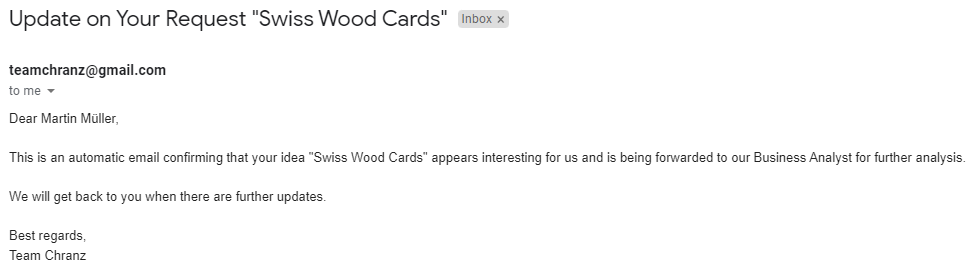 Update on Your Request "Swiss Wood Cards" Inbox ×
teamchranz@gmail.com
to me
Dear Martin Müller,
This is an automatic email confirming that your idea "Swiss Wood Cards" appears interesting for us and is being forwarded to our Business Analyst for further analysis.
We will get back to you when there are further updates.
Best regards,
Team Chranz